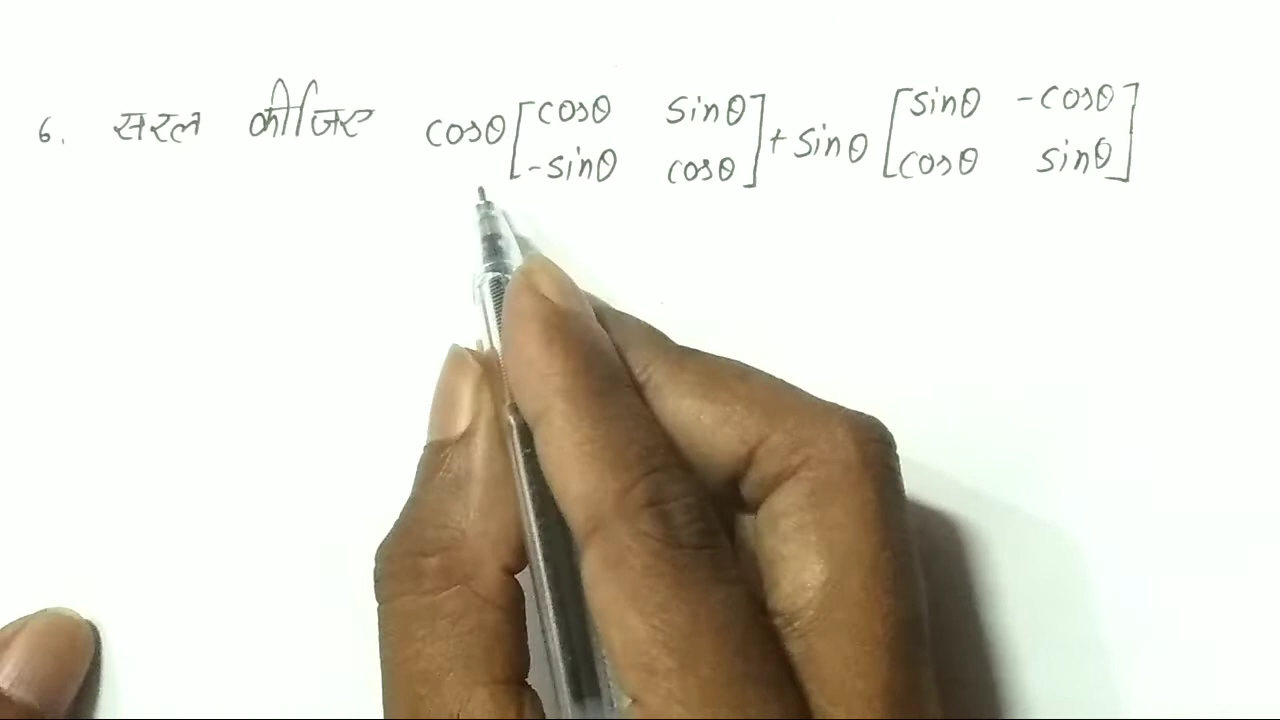 6. सरल कीजिए cosθ [cosθ sinθ -sinθ cosθ] + sinθ [sinθ -cosθ cosθ sinθ]